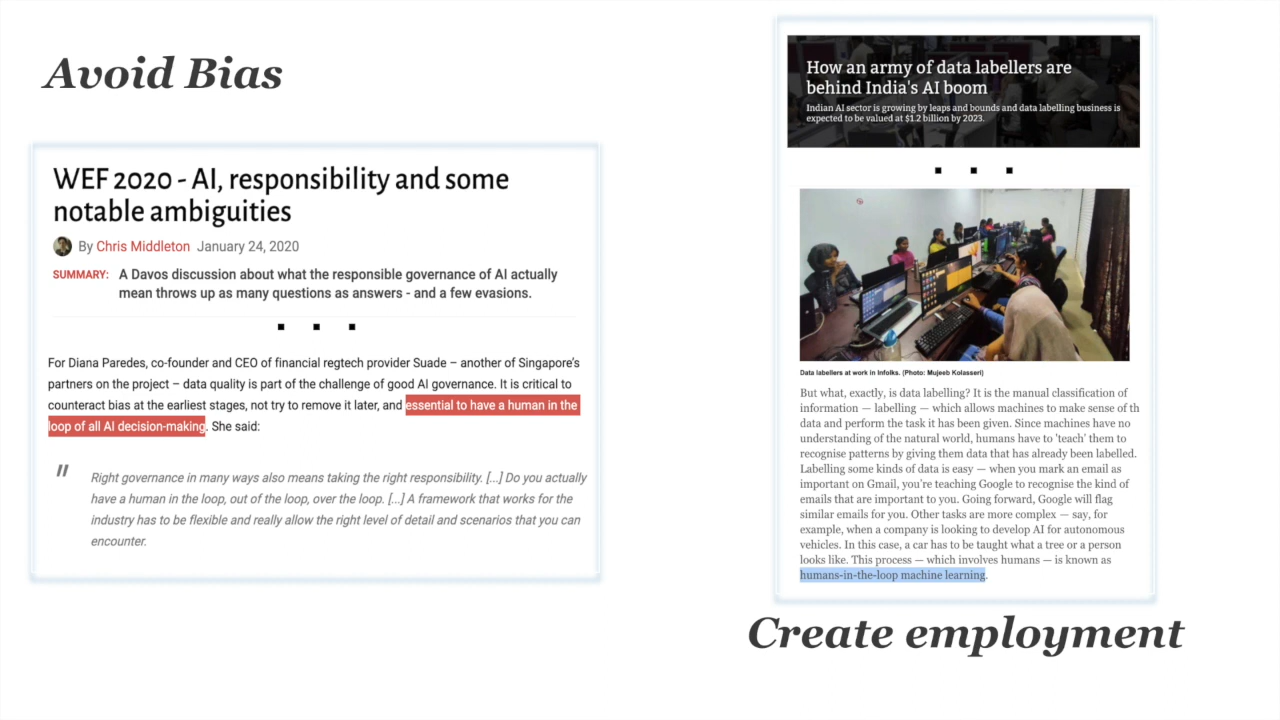 Avoid Bias
WEF 2020 - AI, responsibility and some
notable ambiguities
By Chris Middleton January 24, 2020
SUMMARY: A Davos discussion about what the responsible governance of AI actually
mean throws up as many questions as answers - and a few evasions.
For Diana Paredes, co-founder and CEO of financial regtech provider Suade – another of Singapore's
partners on the project – data quality is part of the challenge of good AI governance. It is critical to
counteract bias at the earliest stages, not try to remove it later, and essential to have a human in the
loop of all AI decision-making. She said:
"
Right governance in many ways also means taking the right responsibility. [...] Do you actually
have a human in the loop, out of the loop, over the loop. [...] A framework that works for the
industry has to be flexible and really allow the right level of detail and scenarios that you can
encounter.
How an army of data labellers are
behind India's AI boom
Indian AI sector is growing by leaps and bounds and data labelling business is
expected to be valued at $1.2 billion by 2023.
Data labellers at work in Infolks. (Photo: Mujeeb Kolasseri)
But what, exactly, is data labelling? It is the manual classification of
information — labelling — which allows machines to make sense of th
data and perform the task it has been given. Since machines have no
understanding of the natural world, humans have to 'teach' them to
recognise patterns by giving them data that has already been labelled.
Labelling some kinds of data is easy — when you mark an email as
important on Gmail, you're teaching Google to recognise the kind of
emails that are important to you. Going forward, Google will flag
similar emails for you. Other tasks are more complex — say, for
example, when a company is looking to develop AI for autonomous
vehicles. In this case, a car has to be taught what a tree or a person
looks like. This process — which involves humans — is known as
humans-in-the-loop machine learning.
Create employment